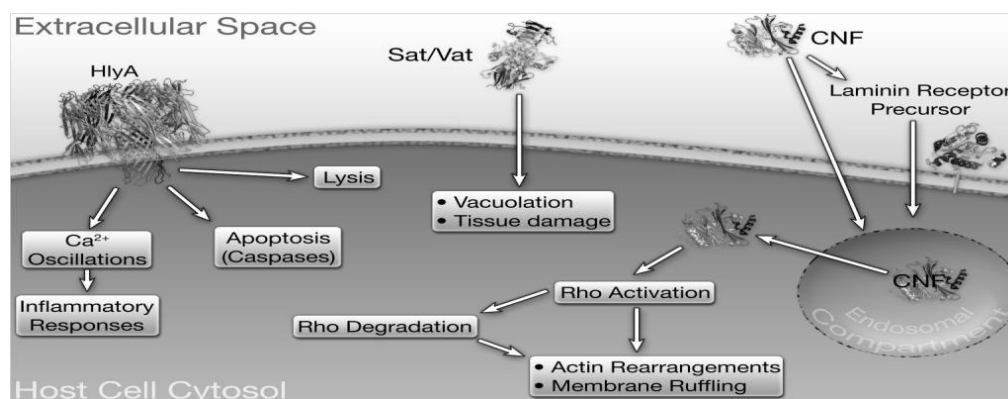 Extracellular Space
HlyA
Sat/Vat
CNF
Laminin Receptor
Precursor
Lysis
• Vacuolation
• Tissue damage
Ca²⁺
Oscillations
Apoptosis
(Caspases)
Inflammatory
Responses
Rho Activation
Rho Degradation
• Actin Rearrangements
• Membrane Ruffling
CNF
Endosomal
Compartment
Host Cell Cytosol